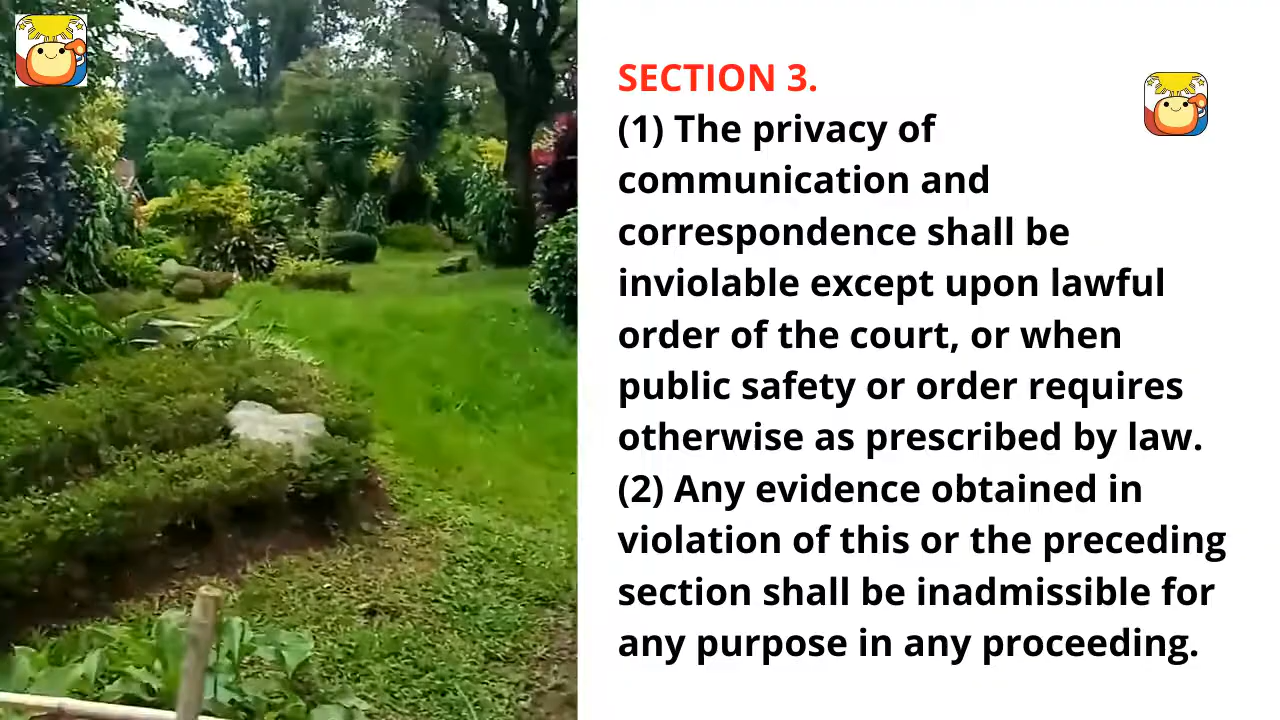 SECTION 3.
(1) The privacy of
communication and
correspondence shall be
inviolable except upon lawful
order of the court, or when
public safety or order requires
otherwise as prescribed by law.
(2) Any evidence obtained in
violation of this or the preceding
section shall be inadmissible for
any purpose in any proceeding.